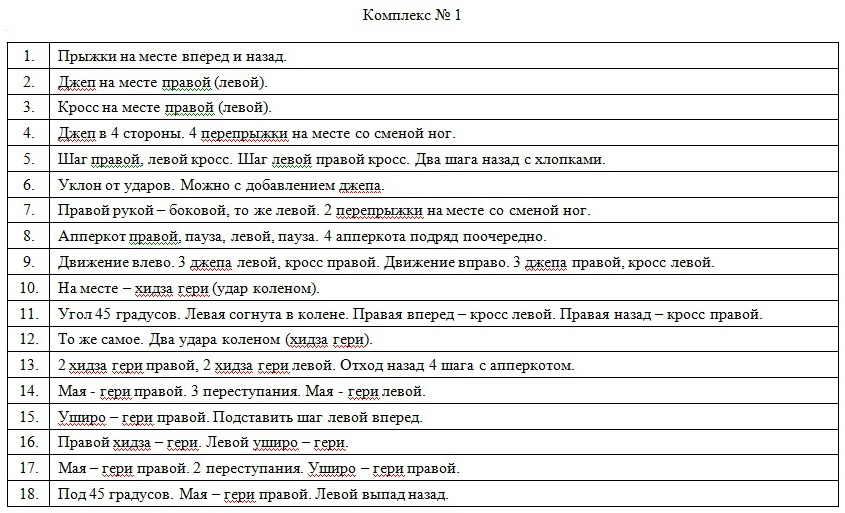 Комплекс № 1
1. Прыжки на месте вперед и назад.
2. Джеп на месте правой (левой).
3. Кросс на месте правой (левой).
4. Джеп в 4 стороны. 4 перепрыжки на месте со сменой ног.
5. Шаг правой, левой кросс. Шаг левой правой кросс. Два шага назад с хлопками.
6. Уклон от ударов. Можно с добавлением джепа.
7. Правой рукой – боковой, то же левой. 2 перепрыжки на месте со сменой ног.
8. Апперкот правой, пауза, левой, пауза. 4 апперкота подряд поочередно.
9. Движение влево. 3 джепа левой, кросс правой. Движение вправо. 3 джепа правой, кросс левой.
10. На месте – хидза гери (удар коленом).
11. Угол 45 градусов. Левая согнута в колене. Правая вперед – кросс левой. Правая назад – кросс правой.
12. То же самое. Два удара коленом (хидза гери).
13. 2 хидза гери правой, 2 хидза гери левой. Отход назад 4 шага с апперкотом.
14. Мая - гери правой. 3 переступания. Мая - гери левой.
15. Уширо – гери правой. Подставить шаг левой вперед.
16. Правой хидза – гери. Левой уширо – гери.
17. Мая – гери правой. 2 переступания. Уширо – гери правой.
18. Под 45 градусов. Мая – гери правой. Левой выпад назад.